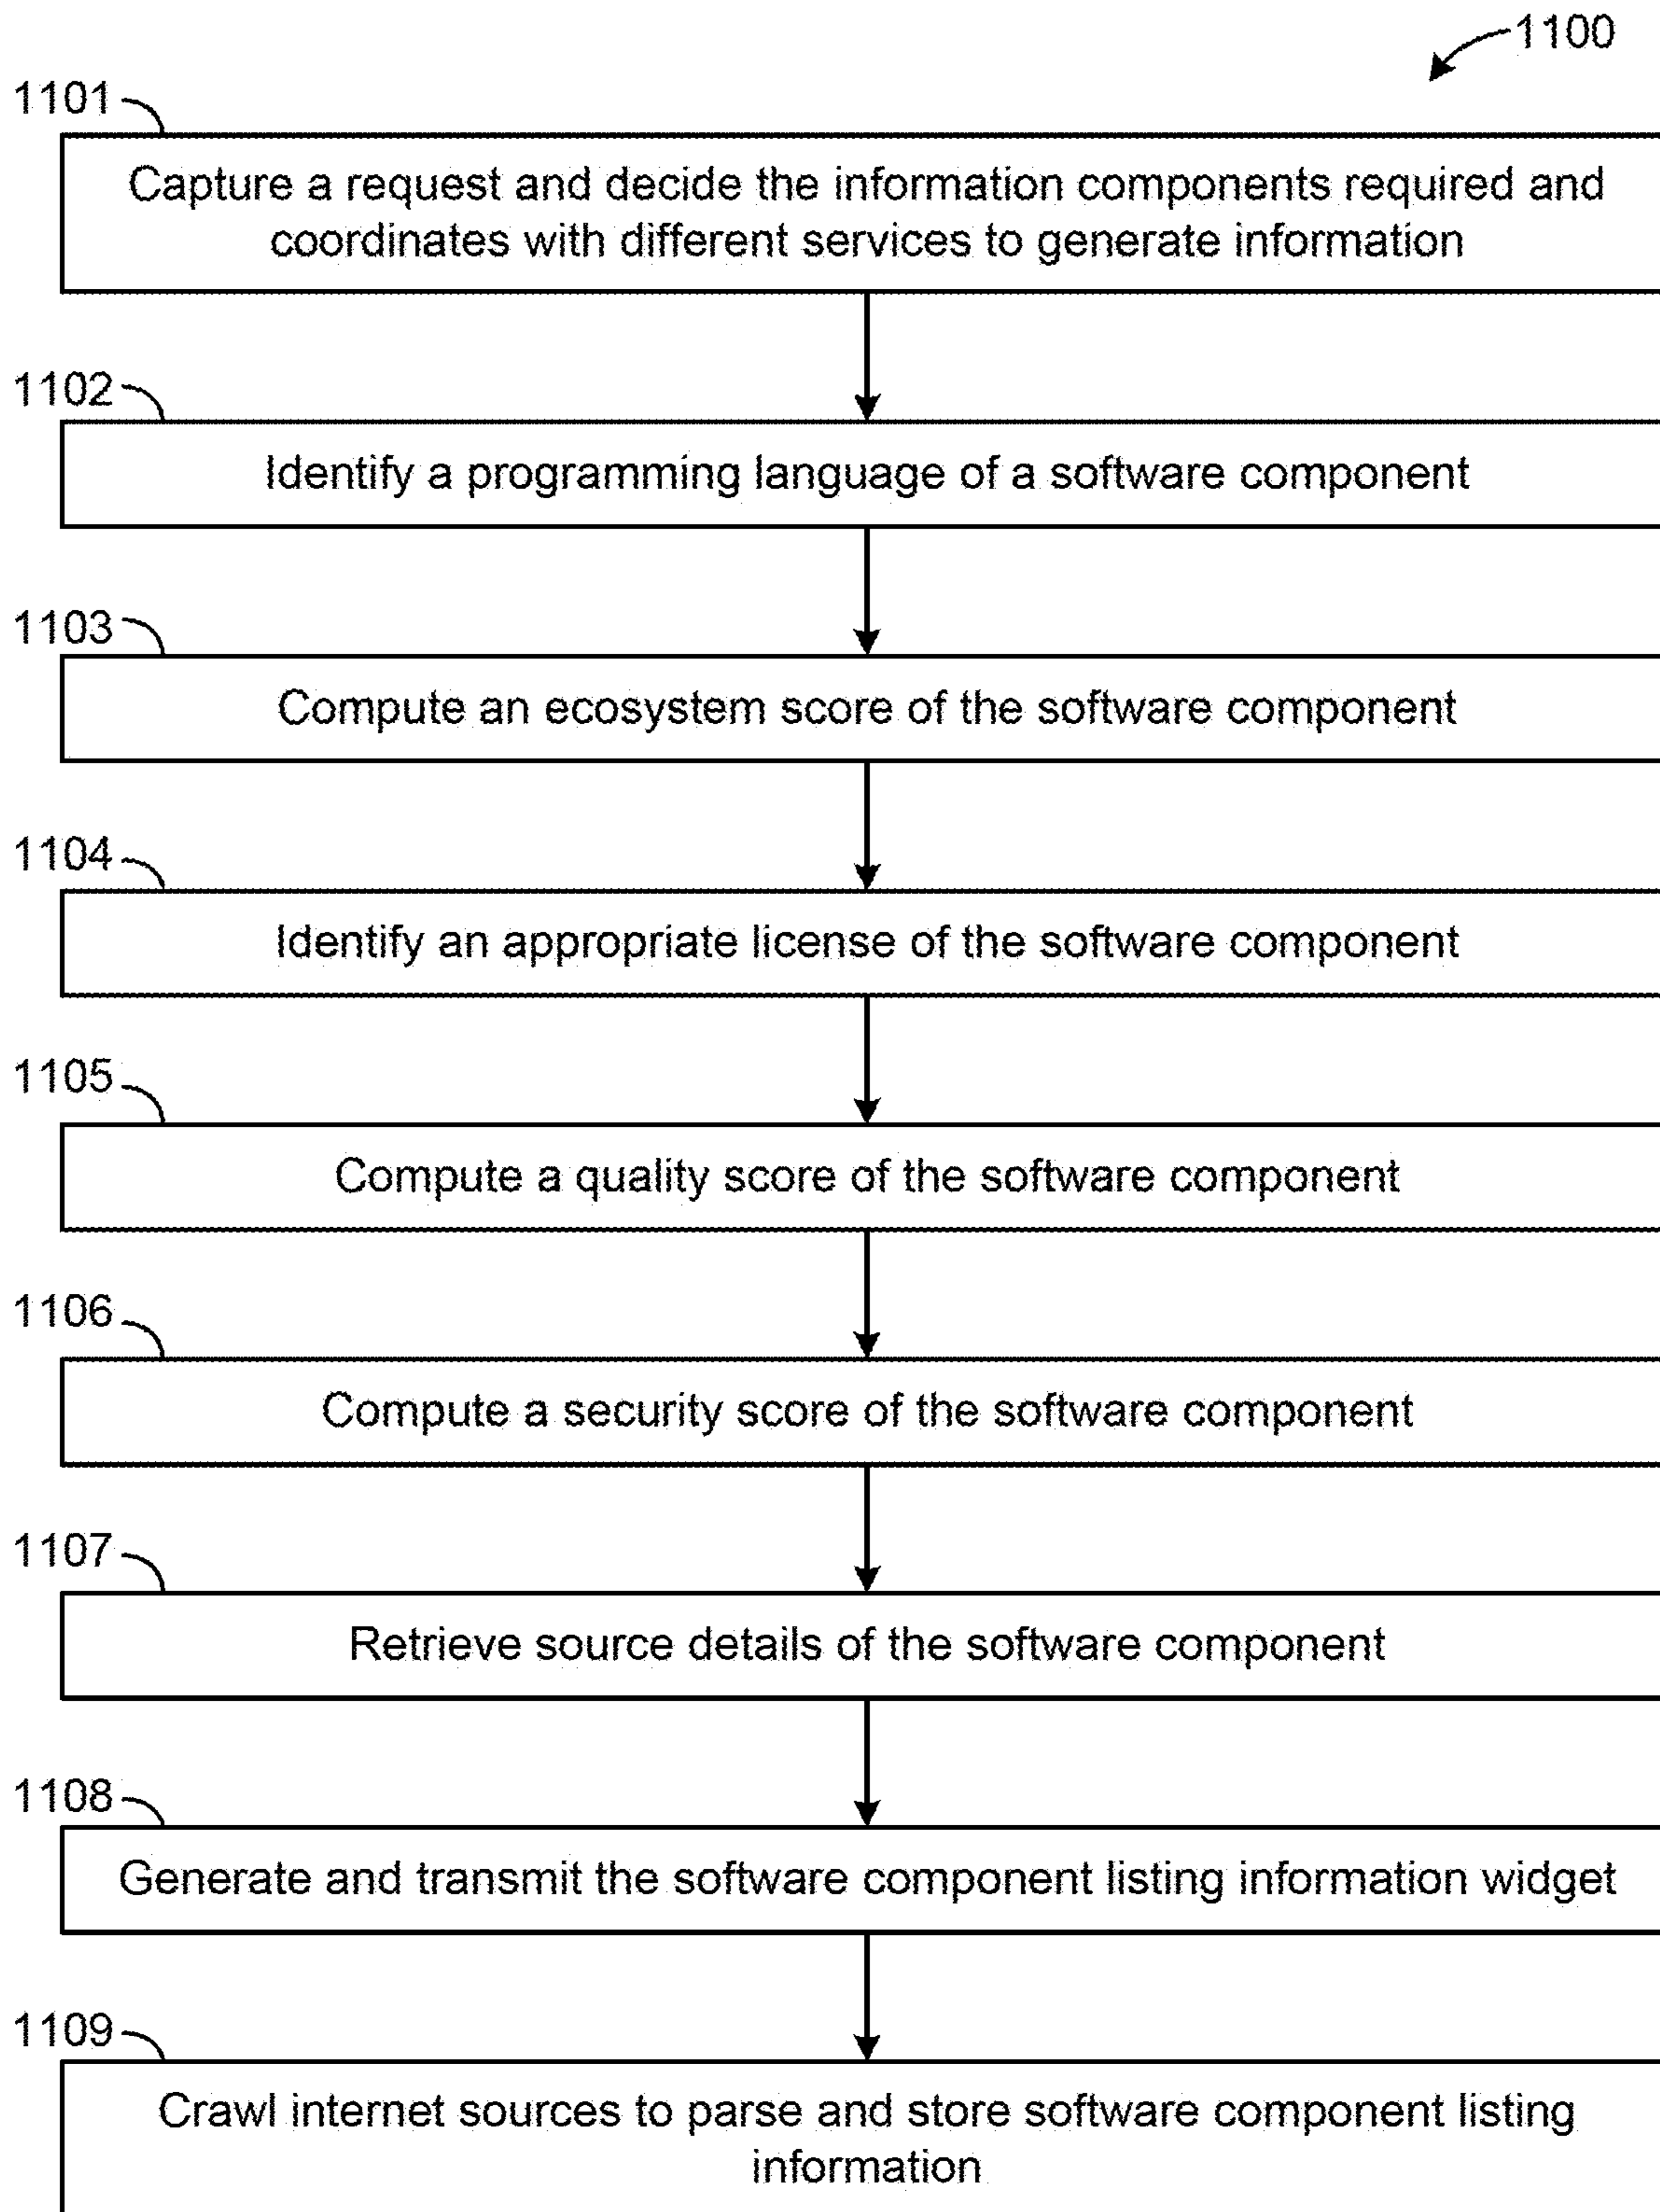 1100
1101
Capture a request and decide the information components required and
coordinates with different services to generate information
1102
Identify a programming language of a software component
1103
Compute an ecosystem score of the software component
1104
Identify an appropriate license of the software component
1105
Compute a quality score of the software component
1106
Compute a security score of the software component
1107
Retrieve source details of the software component
1108
Generate and transmit the software component listing information widget
1109
Crawl internet sources to parse and store software component listing
information